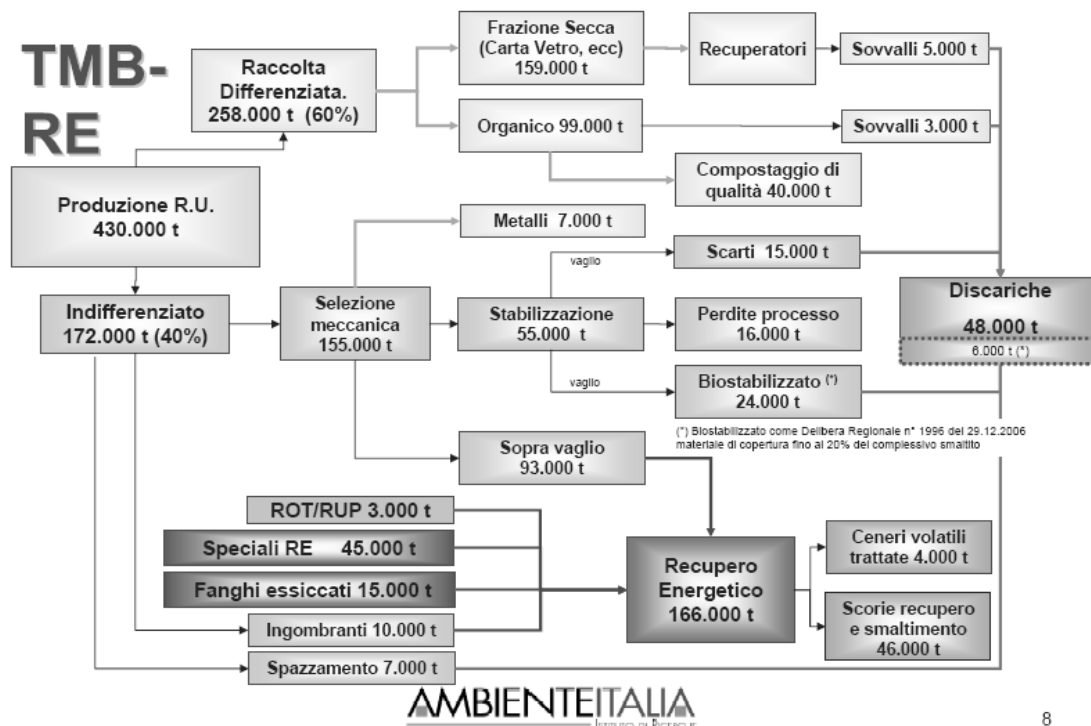 TMB-
RE
Raccolta
Differenziata.
258.000 t (60%)
Frazione Secca
(Carta Vetro, ecc)
159.000 t
Recuperatori
Sovvalli 5.000 t
Organico 99.000 t
Sovvalli 3.000 t
Compostaggio di
qualità 40.000 t
Produzione R.U.
430.000 t
Metalli 7.000 t
vaglio
Scarti 15.000 t
Indifferenziato
172.000 t (40%)
Selezione
meccanica
155.000 t
Stabilizzazione
55.000 t
Perdite processo
16.000 t
Discariche
48.000 t
6.000 t (*)
vaglio
Biostabilizzato (*)
24.000 t
(*) Biostabilizzato come Delibera Regionale n° 1996 del 29.12.2006
materiale di copertura fino al 20% del complessivo smaltito
Sopra vaglio
93.000 t
ROT/RUP 3.000 t
Speciali RE 45.000 t
Fanghi essiccati 15.000 t
Ingombranti 10.000 t
Spazzamento 7.000 t
Recupero
Energetico
166.000 t
Ceneri volatili
trattate 4.000 t
Scorie recupero
e smaltimento
46.000 t
AMBIENTEITALIA
ISTITUTO DI RICERCHE
8